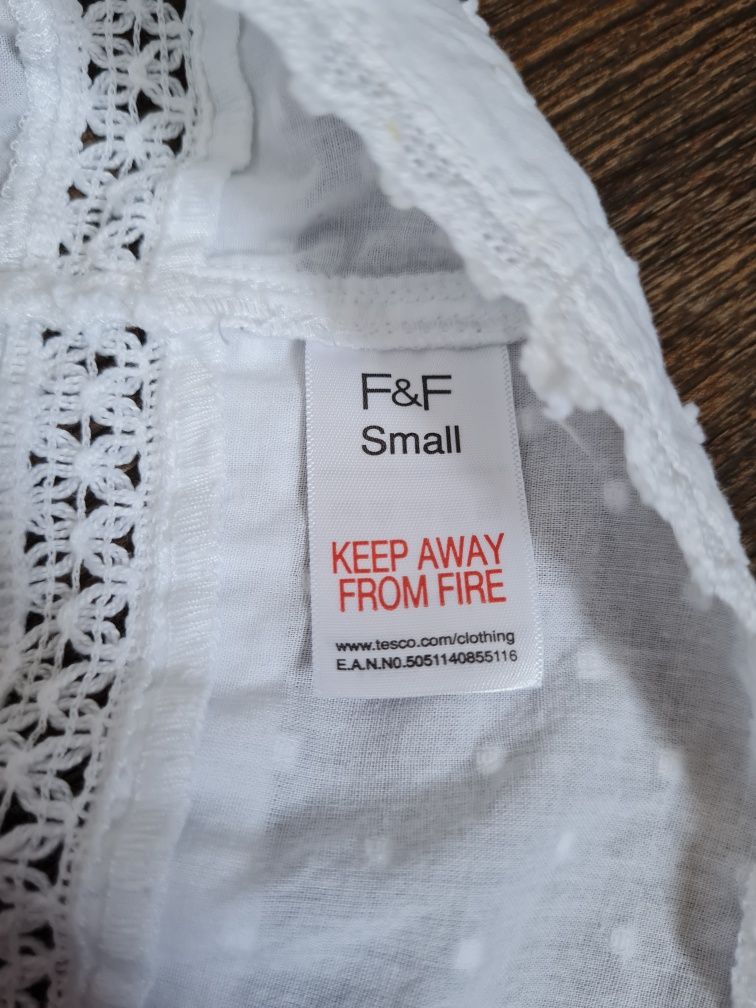 F&F
Small
KEEP AWAY
FROM FIRE
www.tesco.com/clothing
E.A.N.N0.5051140855116